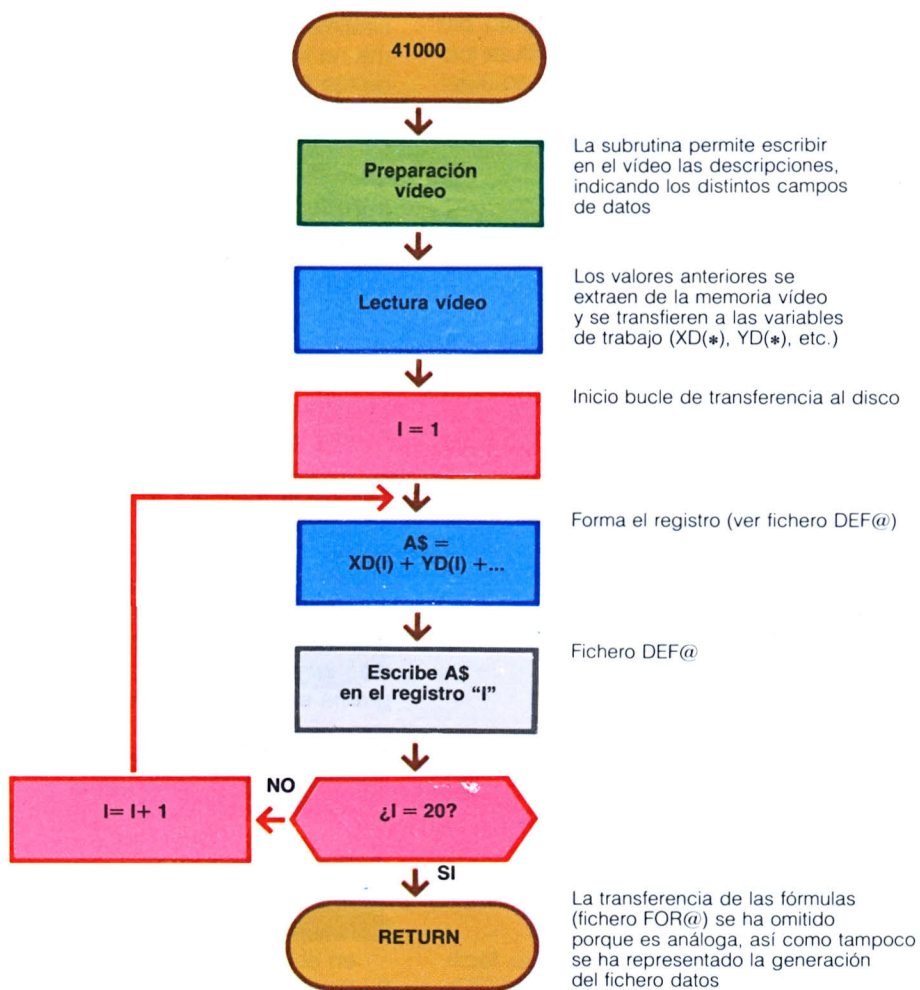 41000
Preparación
vídeo
La subrutina permite escribir
en el vídeo las descripciones,
indicando los distintos campos
de datos
Lectura vídeo
Los valores anteriores se
extraen de la memoria vídeo
y se transfieren a las variables
de trabajo (XD(*), YD(*), etc.)
I = 1
Inicio bucle de transferencia al disco
A$ =
XD(I) + YD(I) +...
Forma el registro (ver fichero DEF@)
Escribe A$
en el registro “I”
Fichero DEF@
¿I = 20?
NO
I= I+ 1
SI
RETURN
La transferencia de las fórmulas
(fichero FOR@) se ha omitido
porque es análoga, así como tampoco
se ha representado la generación
del fichero datos